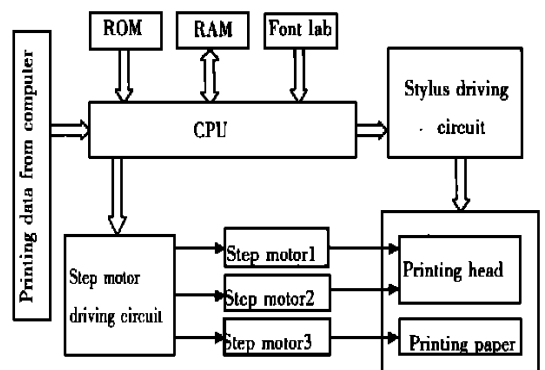 ROM
RAM
Font lab
Printing data from computer
CPU
Stylus driving
circuit
Step motor
driving circuit
Step motor1
Step motor2
Step motor3
Printing head
Printing paper